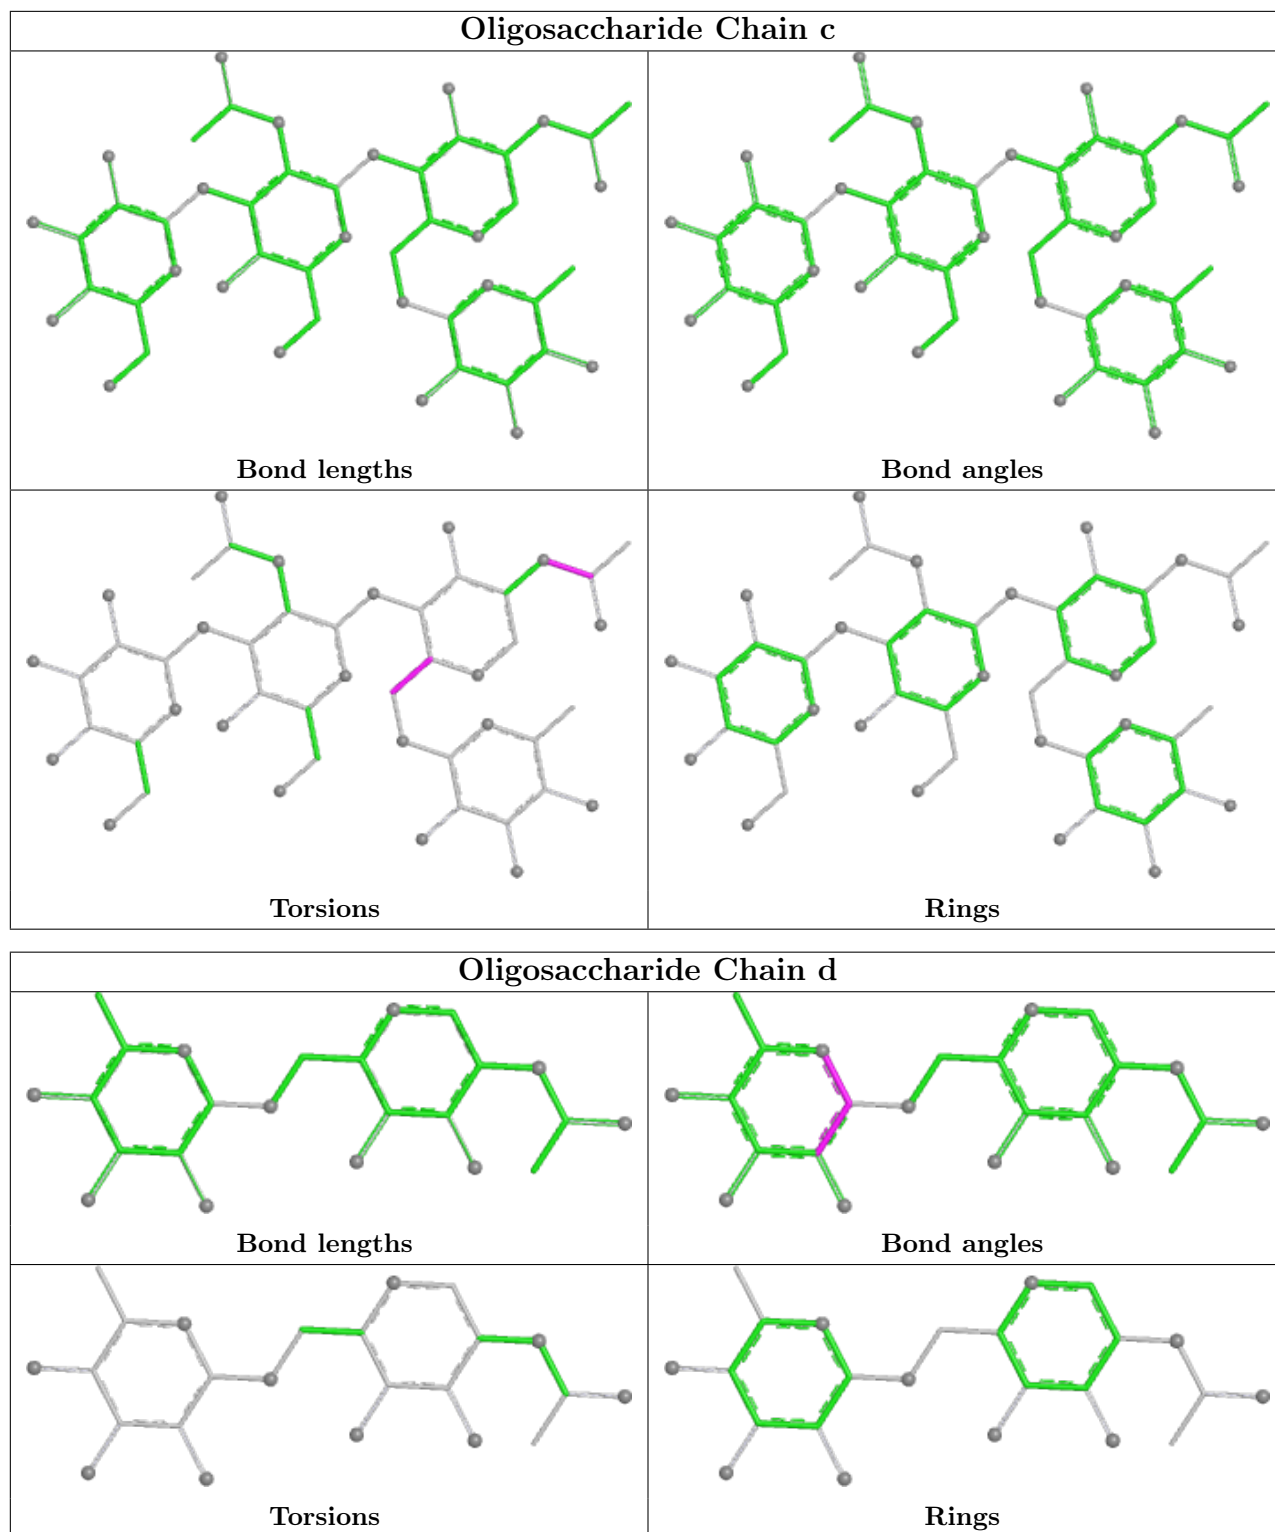 Oligosaccharide Chain c
Bond lengths
Bond angles
Torsions
Rings
Oligosaccharide Chain d
Bond lengths
Bond angles
Torsions
Rings